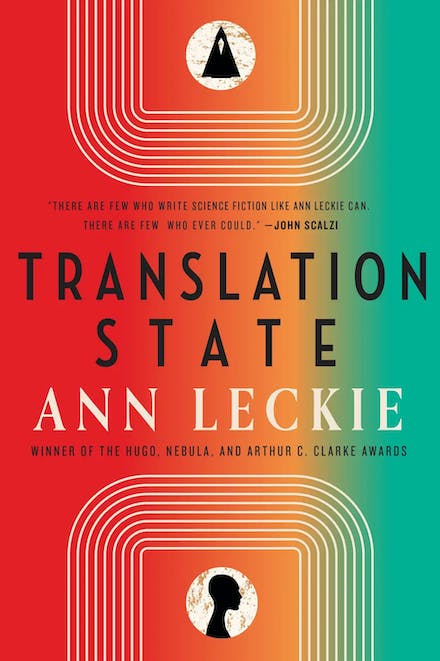 "THERE ARE FEW WHO WRITE SCIENCE FICTION LIKE ANN LECKIE CAN.
THERE ARE FEW WHO EVER COULD." —JOHN SCALZI
TRANSLATION
STATE
ANN LECKIE
WINNER OF THE HUGO, NEBULA, AND ARTHUR C. CLARKE AWARDS